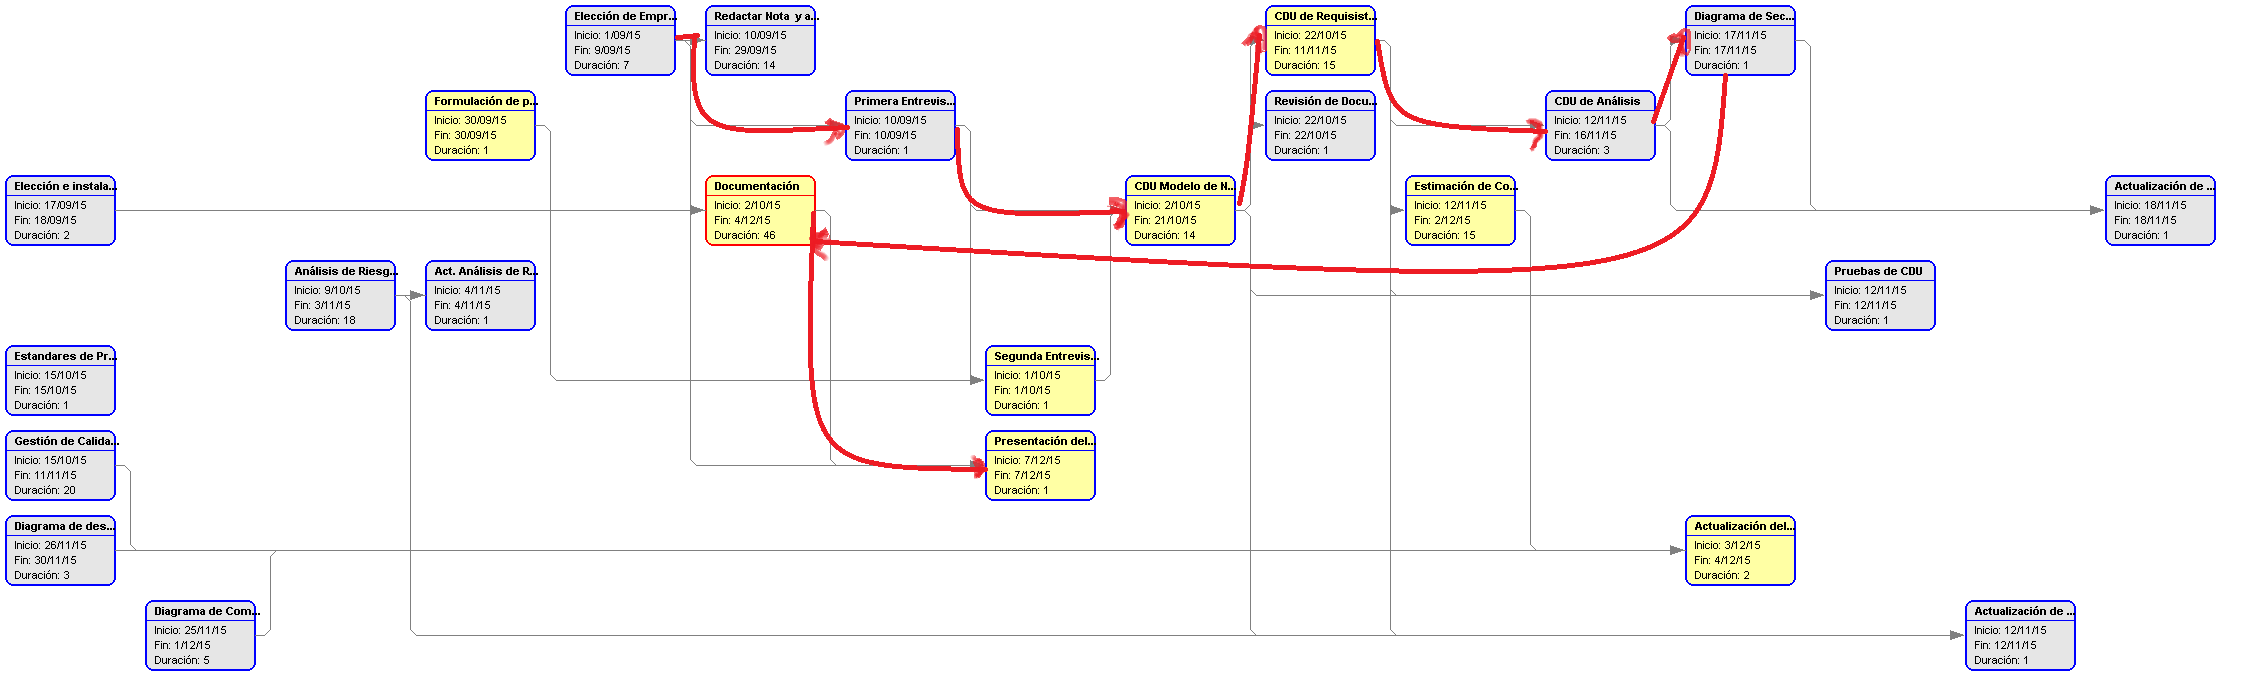 Elección de Empr...
Inicio: 1/09/15
Fin: 9/09/15
Duración: 7
Redactar Nota y a...
Inicio: 10/09/15
Fin: 29/09/15
Duración: 14
CDU de Requisist...
Inicio: 22/10/15
Fin: 11/11/15
Duración: 15
Diagrama de Sec...
Inicio: 17/11/15
Fin: 17/11/15
Duración: 1
Formulación de p...
Inicio: 30/09/15
Fin: 30/09/15
Duración: 1
Primera Entrevis...
Inicio: 10/09/15
Fin: 10/09/15
Duración: 1
Revisión de Docu...
Inicio: 22/10/15
Fin: 22/10/15
Duración: 1
CDU de Análisis
Inicio: 12/11/15
Fin: 16/11/15
Duración: 3
Elección e instala...
Inicio: 17/09/15
Fin: 18/09/15
Duración: 2
Documentación
Inicio: 2/10/15
Fin: 4/12/15
Duración: 46
CDU Modelo de N...
Inicio: 2/10/15
Fin: 21/10/15
Duración: 14
Estimación de Co...
Inicio: 12/11/15
Fin: 2/12/15
Duración: 15
Actualización de ...
Inicio: 18/11/15
Fin: 18/11/15
Duración: 1
Análisis de Riesg...
Inicio: 9/10/15
Fin: 3/11/15
Duración: 18
Act. Análisis de R...
Inicio: 4/11/15
Fin: 4/11/15
Duración: 1
Pruebas de CDU
Inicio: 12/11/15
Fin: 12/11/15
Duración: 1
Estandares de Pr...
Inicio: 15/10/15
Fin: 15/10/15
Duración: 1
Segunda Entrevis...
Inicio: 1/10/15
Fin: 1/10/15
Duración: 1
Gestión de Calida...
Inicio: 15/10/15
Fin: 11/11/15
Duración: 20
Presentación del...
Inicio: 7/12/15
Fin: 7/12/15
Duración: 1
Diagrama de des...
Inicio: 26/11/15
Fin: 30/11/15
Duración: 3
Actualización del...
Inicio: 3/12/15
Fin: 4/12/15
Duración: 2
Diagrama de Com...
Inicio: 25/11/15
Fin: 1/12/15
Duración: 5
Actualización de ...
Inicio: 12/11/15
Fin: 12/11/15
Duración: 1